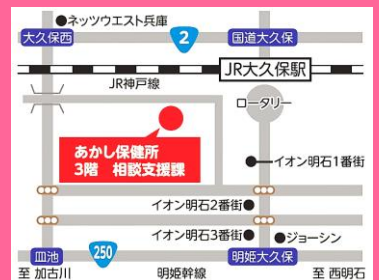 ●ネッツウエスト兵庫
大久保西
2
国道大久保
JR大久保駅
JR神戸線
ロータリー
あかし保健所
3階 相談支援課
●イオン明石1番街
イオン明石2番街●
イオン明石3番街●
●ジョーシン
皿池
250
明姫大久保
至 加古川
明姫幹線
至 西明石